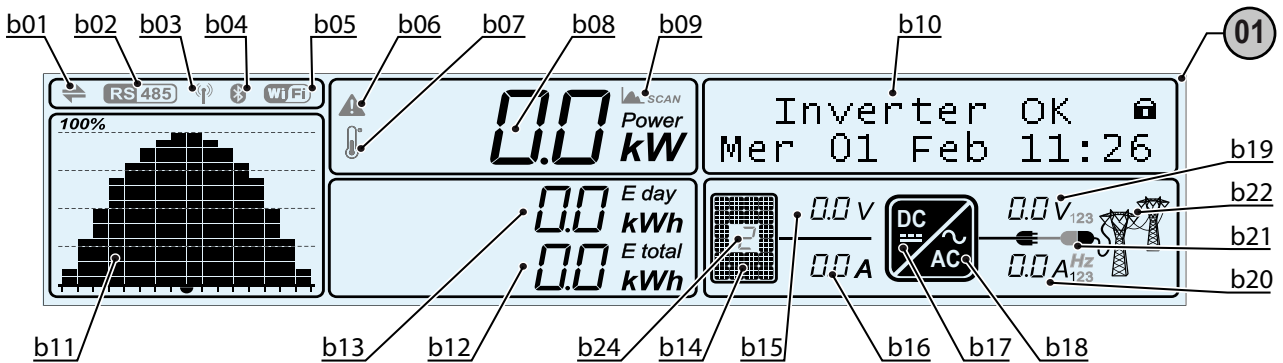 b01 b02 b03 b04 b05 b06 b07 b08 b09 b10 01
RS 485 WiFi
100%
0.0 SCAN
Power
kW
Inverter OK
Mer 01 Feb 11:26
0.0 E day
kWh
0.0 E total
kWh
2
0.0 V
0.0 A
DC
AC
0.0 V 123
Hz
0.0 A 123
b19
b22
b21
b20
b11 b13 b12 b24 b14 b15 b16 b17 b18